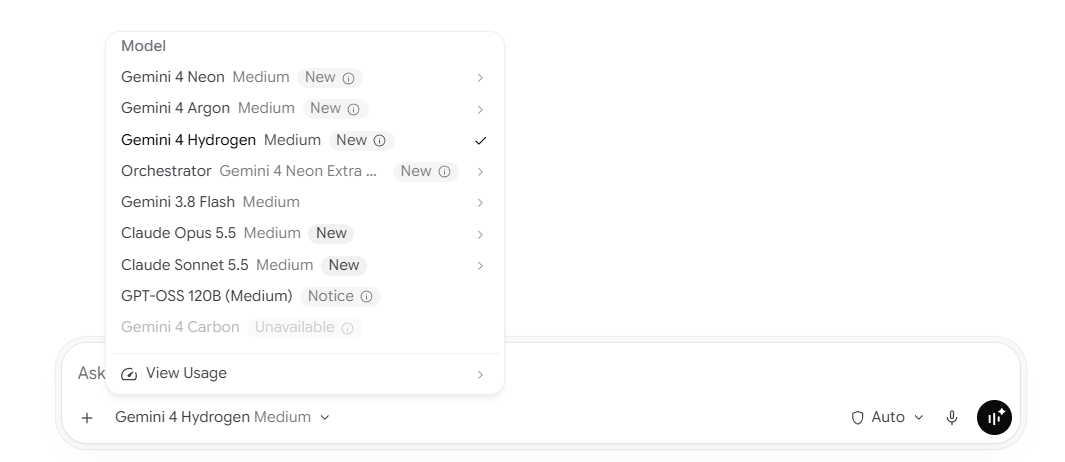 Model
Gemini 4 Neon Medium New
Gemini 4 Argon Medium New
Gemini 4 Hydrogen Medium New
Orchestrator Gemini 4 Neon Extra ... New
Gemini 3.8 Flash Medium
Claude Opus 5.5 Medium New
Claude Sonnet 5.5 Medium New
GPT-OSS 120B (Medium) Notice
Gemini 4 Carbon Unavailable
Ask
View Usage
Gemini 4 Hydrogen Medium
Auto